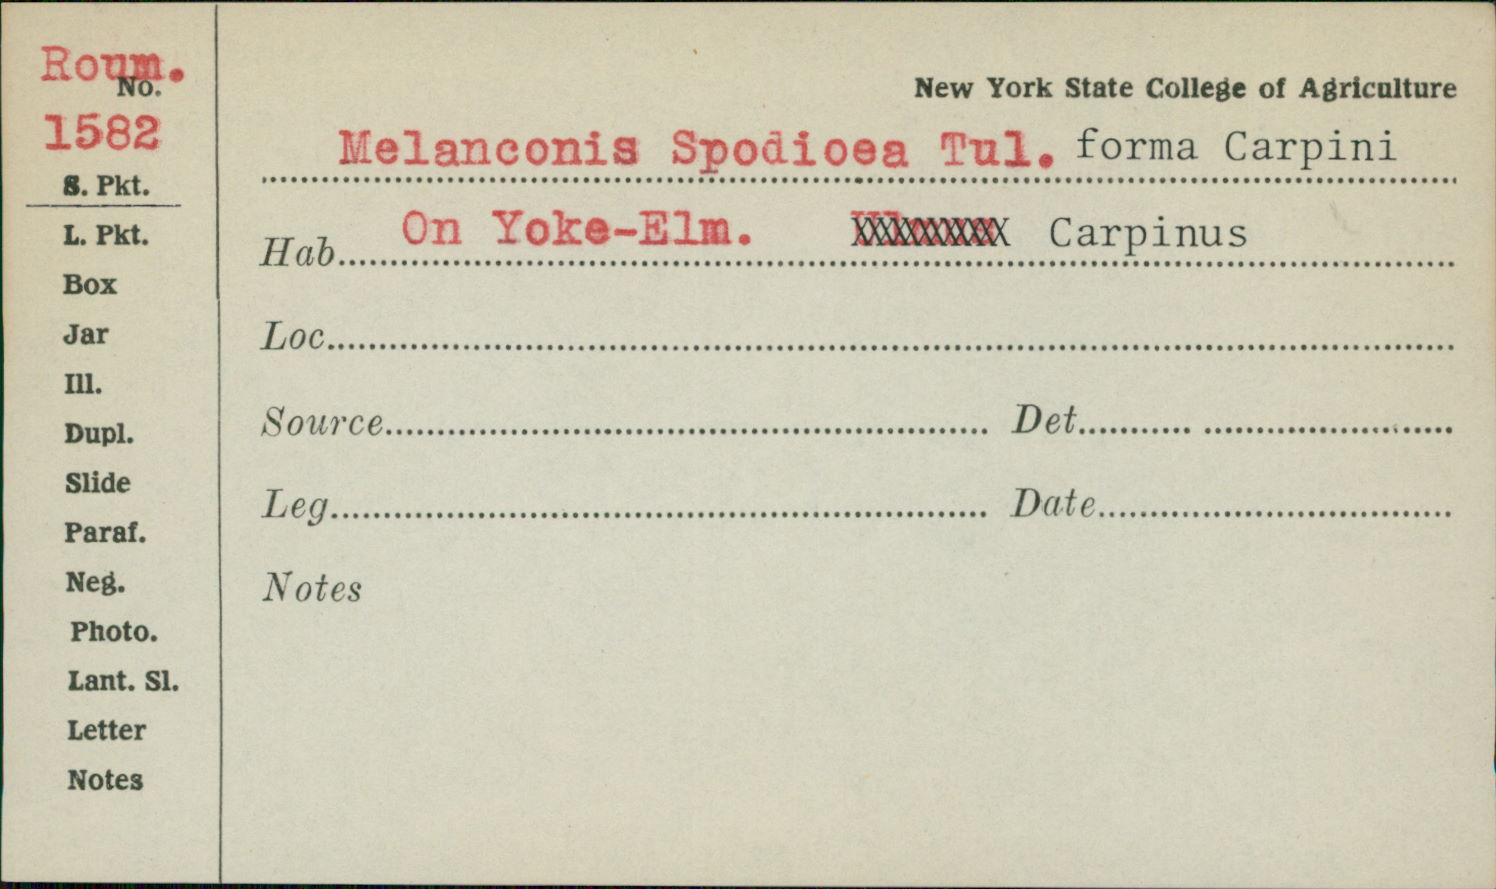 Roum.
No.
1582
S. Pkt.
L. Pkt.
Box
Jar
Ill.
Dupl.
Slide
Paraf.
Neg.
Photo.
Lant. Sl.
Letter
Notes
New York State College of Agriculture
Melanconis Spodioea Tul. forma Carpini
Hab. On Yoke-Elm. Carpinus
Loc.
Source Det.
Leg. Date
Notes